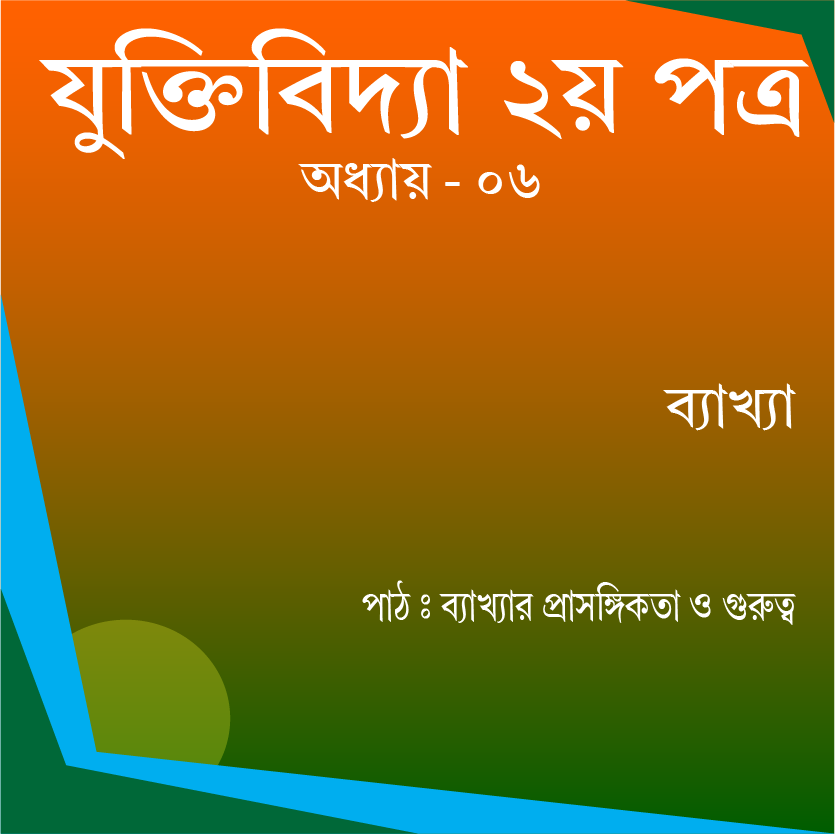 যুক্তিবিদ্যা ২য় পত্র
অধ্যায় - ০৬
ব্যাখ্যা
পাঠ ঃ ব্যাখ্যার প্রাসঙ্গিকতা ও গুরুত্ব